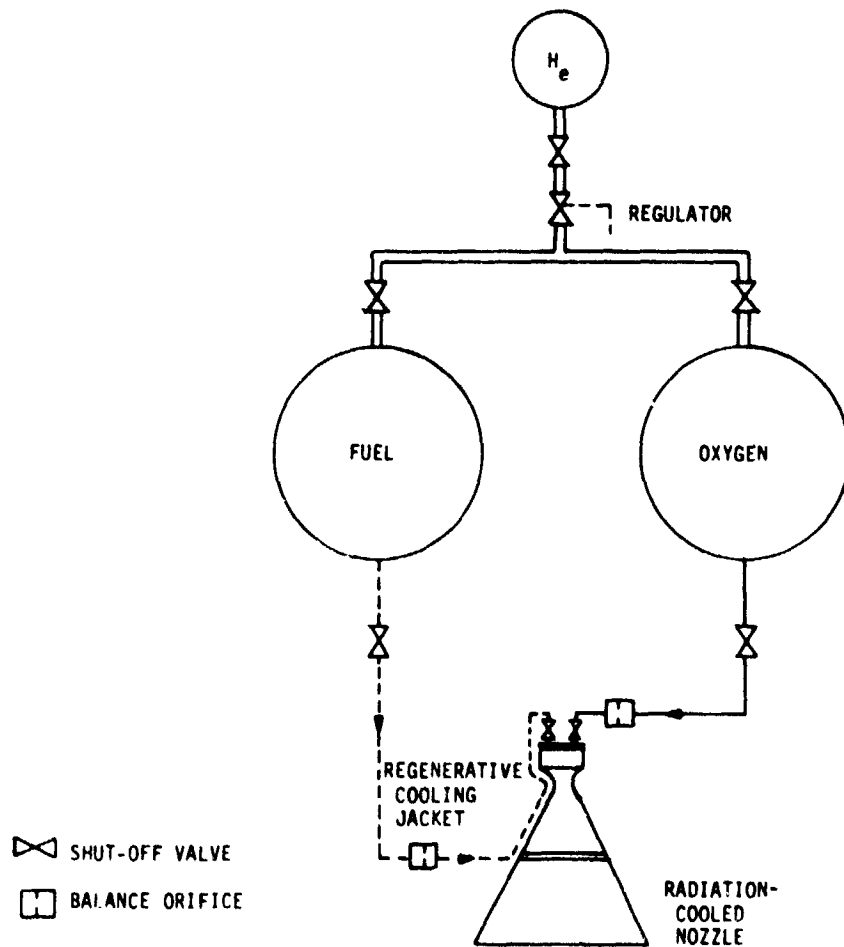 He
REGULATOR
FUEL
OXYGEN
REGENERATIVE
COOLING
JACKET
SHUT-OFF VALVE
BALANCE ORIFICE
RADIATION-
COOLED
NOZZLE